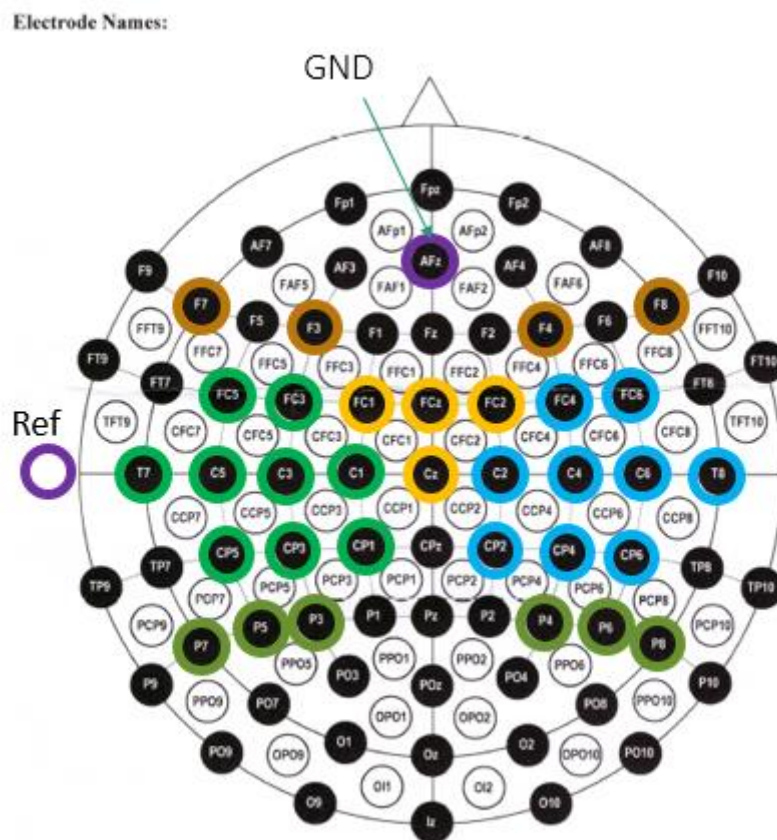 Electrode Names:
GND
Fp1 Fpz Fp2
AFp1 AFp2
AF7 AF8
AF3 AFz AF4
F9 F10
FAF5 FAF1 FAF2 FAF6
F7 F8
F5 F3 F1 Fz F2 F4 F6
FFT9 FFT10
FFC7 FFC5 FFC3 FFC1 FFC2 FFC4 FFC6 FFC8
FT9 FT10
FT7 FT8
FC5 FC3 FC1 FCz FC2 FC4 FC6
Ref
TFT9 CFC7 CFC5 CFC3 CFC1 CFC2 CFC4 CFC6 CFC8 TFT10
T7 C5 C3 C1 Cz C2 C4 C6 T8
CCP7 CCP5 CCP3 CCP1 CCP2 CCP4 CCP6 CCP8
CP5 CP3 CP1 CPz CP2 CP4 CP6
TP9 TP7 TP8 TP10
PCP7 PCP5 PCP3 PCP1 PCP2 PCP4 PCP6 PCP8
PCP9 PCP10
P7 P5 P3 P1 Pz P2 P4 P6 P8
PPO5 PPO1 PPO2 PPO6
P9 PO3 POz PO4 P10
PPO9 PPO10
PO7 PO8
OPO1 OPO2
PO9 OPO9 O1 Oz O2 OPO10 PO10
OI1 OI2
O9 Iz O10